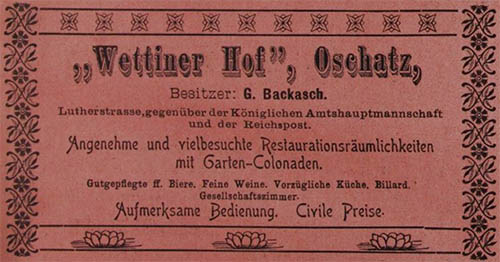 „Wettiner Hof”, Oschatz,
Besitzer: G. Backasch.
Lutherstrasse, gegenüber der Königlichen Amtshauptmannschaft
und der Reichspost.
Angenehme und vielbesuchte Restaurationsräumlichkeiten
mit Garten-Colonaden.
Gutgepflegte ff. Biere. Feine Weine. Vorzügliche Küche. Billard.
Gesellschaftszimmer.
Aufmerksame Bedienung. Civile Preise.